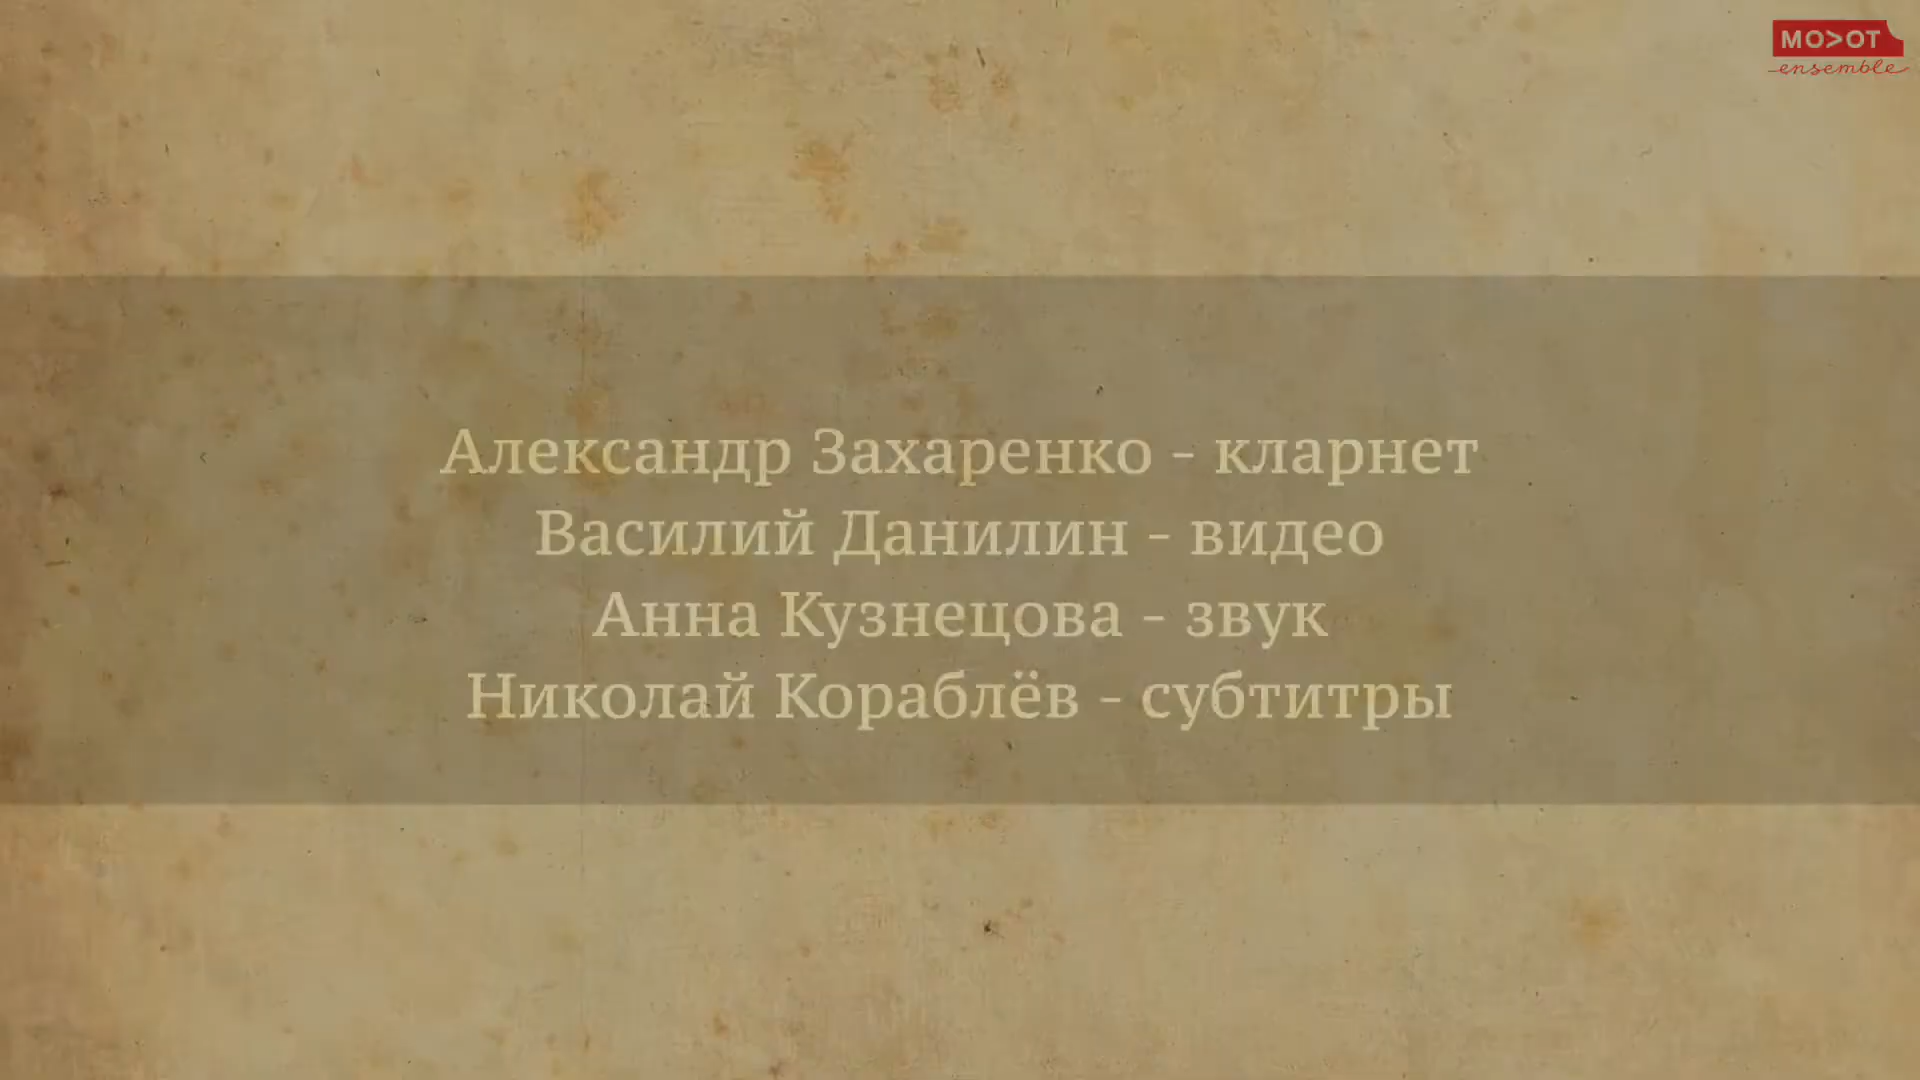 MO>OT
ensemble
Александр Захаренко - кларнет
Василий Данилин - видео
Анна Кузнецова - звук
Николай Кораблёв - субтитры